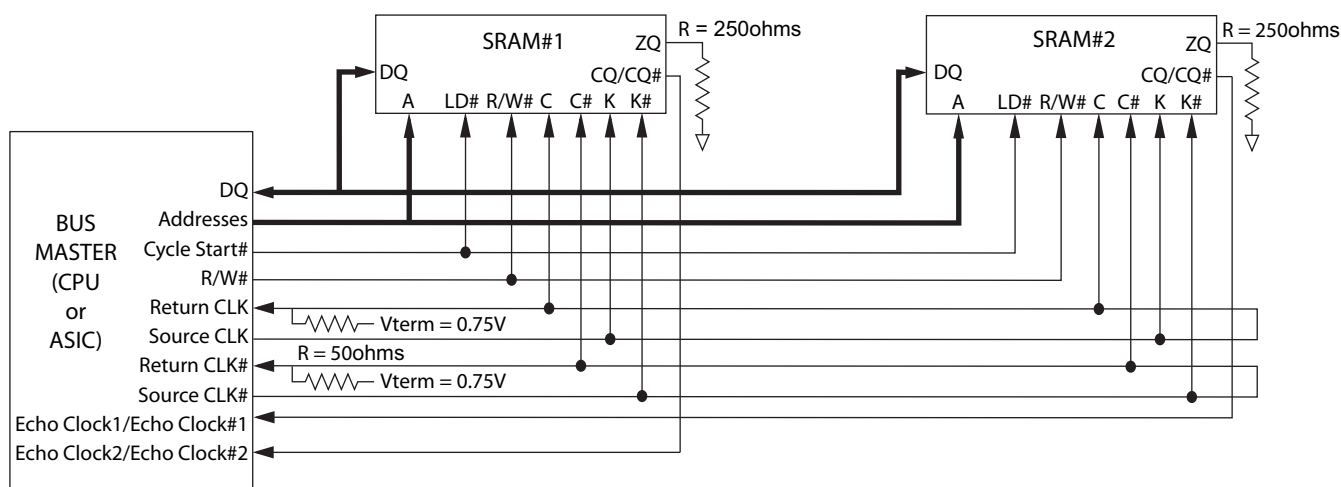 SRAM#1
ZQ
R = 250ohms
DQ
CQ/CQ#
A LD# R/W# C C# K K#
SRAM#2
ZQ
R = 250ohms
DQ
CQ/CQ#
A LD# R/W# C C# K K#
BUS
MASTER
(CPU
or
ASIC)
DQ
Addresses
Cycle Start#
R/W#
Return CLK
Vterm = 0.75V
Source CLK
Return CLK#
R = 50ohms
Vterm = 0.75V
Source CLK#
Echo Clock1/Echo Clock#1
Echo Clock2/Echo Clock#2